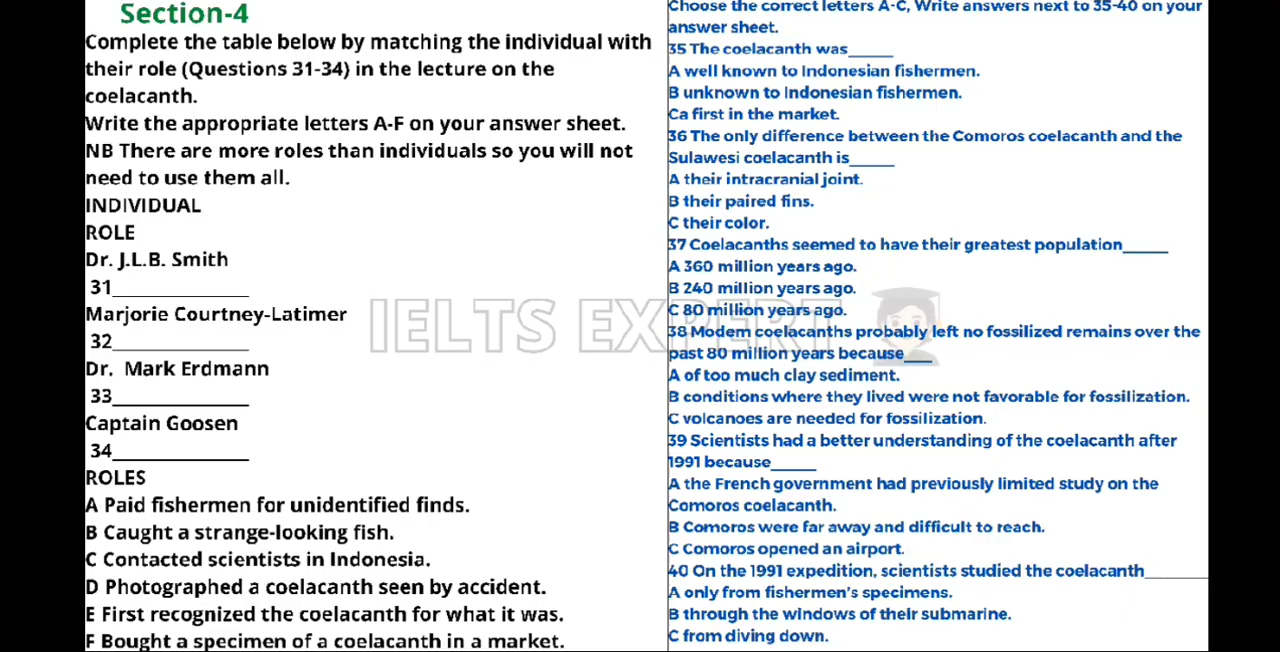 Section-4
Complete the table below by matching the individual with
their role (Questions 31-34) in the lecture on the
coelacanth.
Write the appropriate letters A-F on your answer sheet.
NB There are more roles than individuals so you will not
need to use them all.
INDIVIDUAL
ROLE
Dr. J.L.B. Smith
31_______________
Marjorie Courtney-Latimer
32_______________
Dr.  Mark Erdmann
33_______________
Captain Goosen
34_______________
ROLES
A Paid fishermen for unidentified finds.
B Caught a strange-looking fish.
C Contacted scientists in Indonesia.
D Photographed a coelacanth seen by accident.
E First recognized the coelacanth for what it was.
F Bought a specimen of a coelacanth in a market.
Choose the correct letters A-C, Write answers next to 35-40 on your
answer sheet.
35 The coelacanth was_____
A well known to Indonesian fishermen.
B unknown to Indonesian fishermen.
Ca first in the market.
36 The only difference between the Comoros coelacanth and the
Sulawesi coelacanth is_____
A their intracranial joint.
B their paired fins.
C their color.
37 Coelacanths seemed to have their greatest population_____
A 360 million years ago.
B 240 million years ago.
C 80 million years ago.
38 Modem coelacanths probably left no fossilized remains over the
past 80 million years because___
A of too much clay sediment.
B conditions where they lived were not favorable for fossilization.
C volcanoes are needed for fossilization.
39 Scientists had a better understanding of the coelacanth after
1991 because_____
A the French government had previously limited study on the
Comoros coelacanth.
B Comoros were far away and difficult to reach.
C Comoros opened an airport.
40 On the 1991 expedition, scientists studied the coelacanth_______
A only from fishermen's specimens.
B through the windows of their submarine.
C from diving down.
IELTS EXPERT